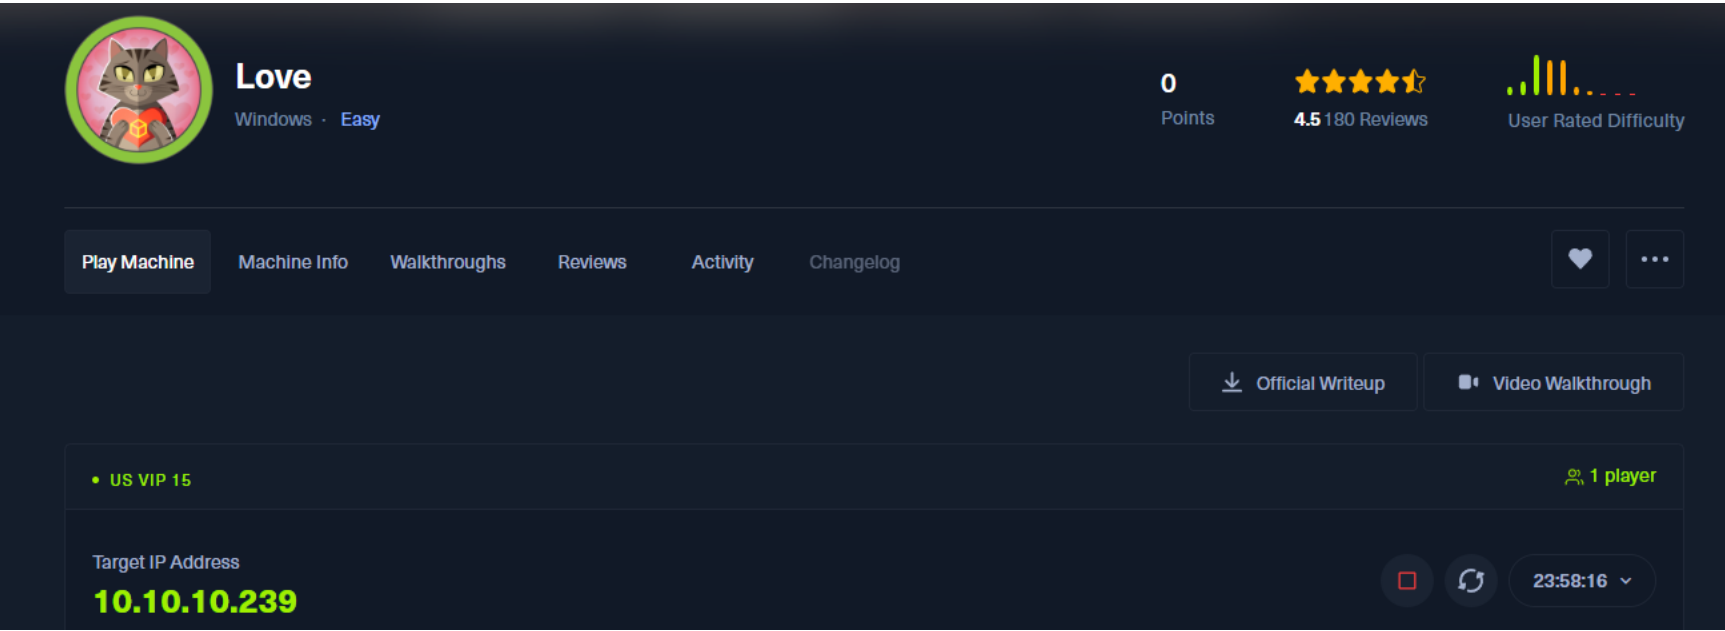 Love
Windows · Easy
0
Points
4.5 180 Reviews
User Rated Difficulty
Play Machine
Machine Info
Walkthroughs
Reviews
Activity
Changelog
Official Writeup
Video Walkthrough
US VIP 15
1 player
Target IP Address
10.10.10.239
23:58:16